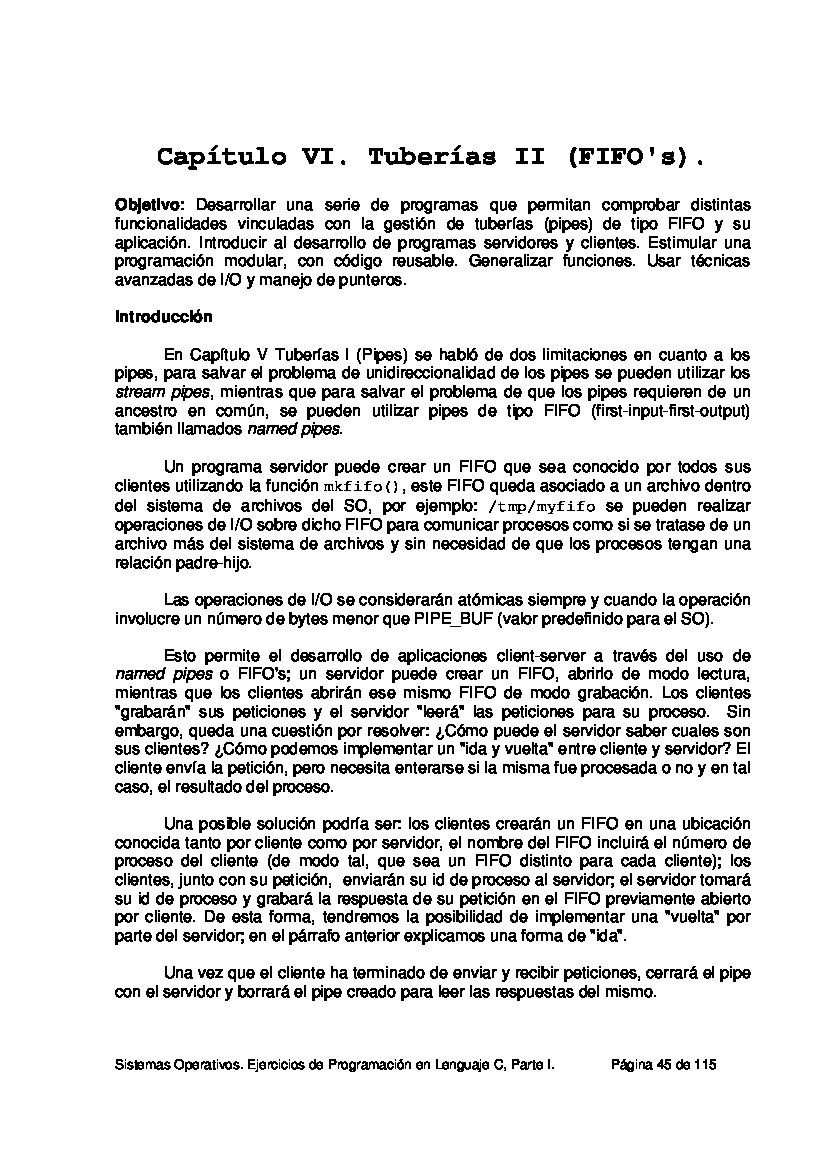 Capítulo VI. Tuberías II (FIFO's).
Objetivo: Desarrollar una serie de programas que permitan comprobar distintas
funcionalidades vinculadas con la gestión de tuberías (pipes) de tipo FIFO y su
aplicación. Introducir al desarrollo de programas servidores y clientes. Estimular una
programación modular, con código reusable. Generalizar funciones. Usar técnicas
avanzadas de I/O y manejo de punteros.
Introducción
En Capítulo V Tuberías I (Pipes) se habló de dos limitaciones en cuanto a los
pipes, para salvar el problema de unidireccionalidad de los pipes se pueden utilizar los
stream pipes, mientras que para salvar el problema de que los pipes requieren de un
ancestro en común, se pueden utilizar pipes de tipo FIFO (first-input-first-output)
también llamados named pipes.
Un programa servidor puede crear un FIFO que sea conocido por todos sus
clientes utilizando la función mkfifo(), este FIFO queda asociado a un archivo dentro
del sistema de archivos del SO, por ejemplo: /tmp/myfifo se pueden realizar
operaciones de I/O sobre dicho FIFO para comunicar procesos como si se tratase de un
archivo más del sistema de archivos y sin necesidad de que los procesos tengan una
relación padre-hijo.
Las operaciones de I/O se considerarán atómicas siempre y cuando la operación
involucre un número de bytes menor que PIPE_BUF (valor predefinido para el SO).
Esto permite el desarrollo de aplicaciones client-server a través del uso de
named pipes o FIFO's; un servidor puede crear un FIFO, abrirlo de modo lectura,
mientras que los clientes abrirán ese mismo FIFO de modo grabación. Los clientes
"grabarán" sus peticiones y el servidor "leerá" las peticiones para su proceso. Sin
embargo, queda una cuestión por resolver: ¿Cómo puede el servidor saber cuales son
sus clientes? ¿Cómo podemos implementar un "ida y vuelta" entre cliente y servidor? El
cliente envía la petición, pero necesita enterarse si la misma fue procesada o no y en tal
caso, el resultado del proceso.
Una posible solución podría ser: los clientes crearán un FIFO en una ubicación
conocida tanto por cliente como por servidor, el nombre del FIFO incluirá el número de
proceso del cliente (de modo tal, que sea un FIFO distinto para cada cliente); los
clientes, junto con su petición, enviarán su id de proceso al servidor; el servidor tomará
su id de proceso y grabará la respuesta de su petición en el FIFO previamente abierto
por cliente. De esta forma, tendremos la posibilidad de implementar una "vuelta" por
parte del servidor; en el párrafo anterior explicamos una forma de "ida".
Una vez que el cliente ha terminado de enviar y recibir peticiones, cerrará el pipe
con el servidor y borrará el pipe creado para leer las respuestas del mismo.
Sistemas Operativos. Ejercicios de Programación en Lenguaje C, Parte I. Página 45 de 115